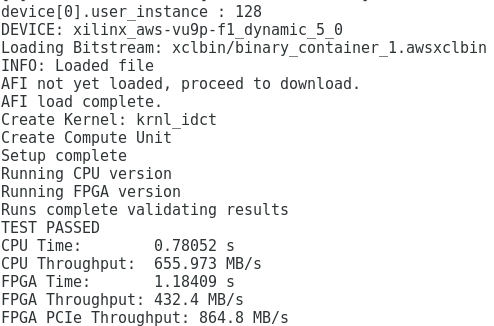 device[0].user_instance : 128
DEVICE: xilinx_aws-vu9p-f1_dynamic_5_0
Loading Bitstream: xclbin/binary_container_1.awsxclbin
INFO: Loaded file
AFI not yet loaded, proceed to download.
AFI load complete.
Create Kernel: krnl_idct
Create Compute Unit
Setup complete
Running CPU version
Running FPGA version
Runs complete validating results
TEST PASSED
CPU Time:        0.78052 s
CPU Throughput:  655.973 MB/s
FPGA Time:       1.18409 s
FPGA Throughput: 432.4 MB/s
FPGA PCIe Throughput: 864.8 MB/s